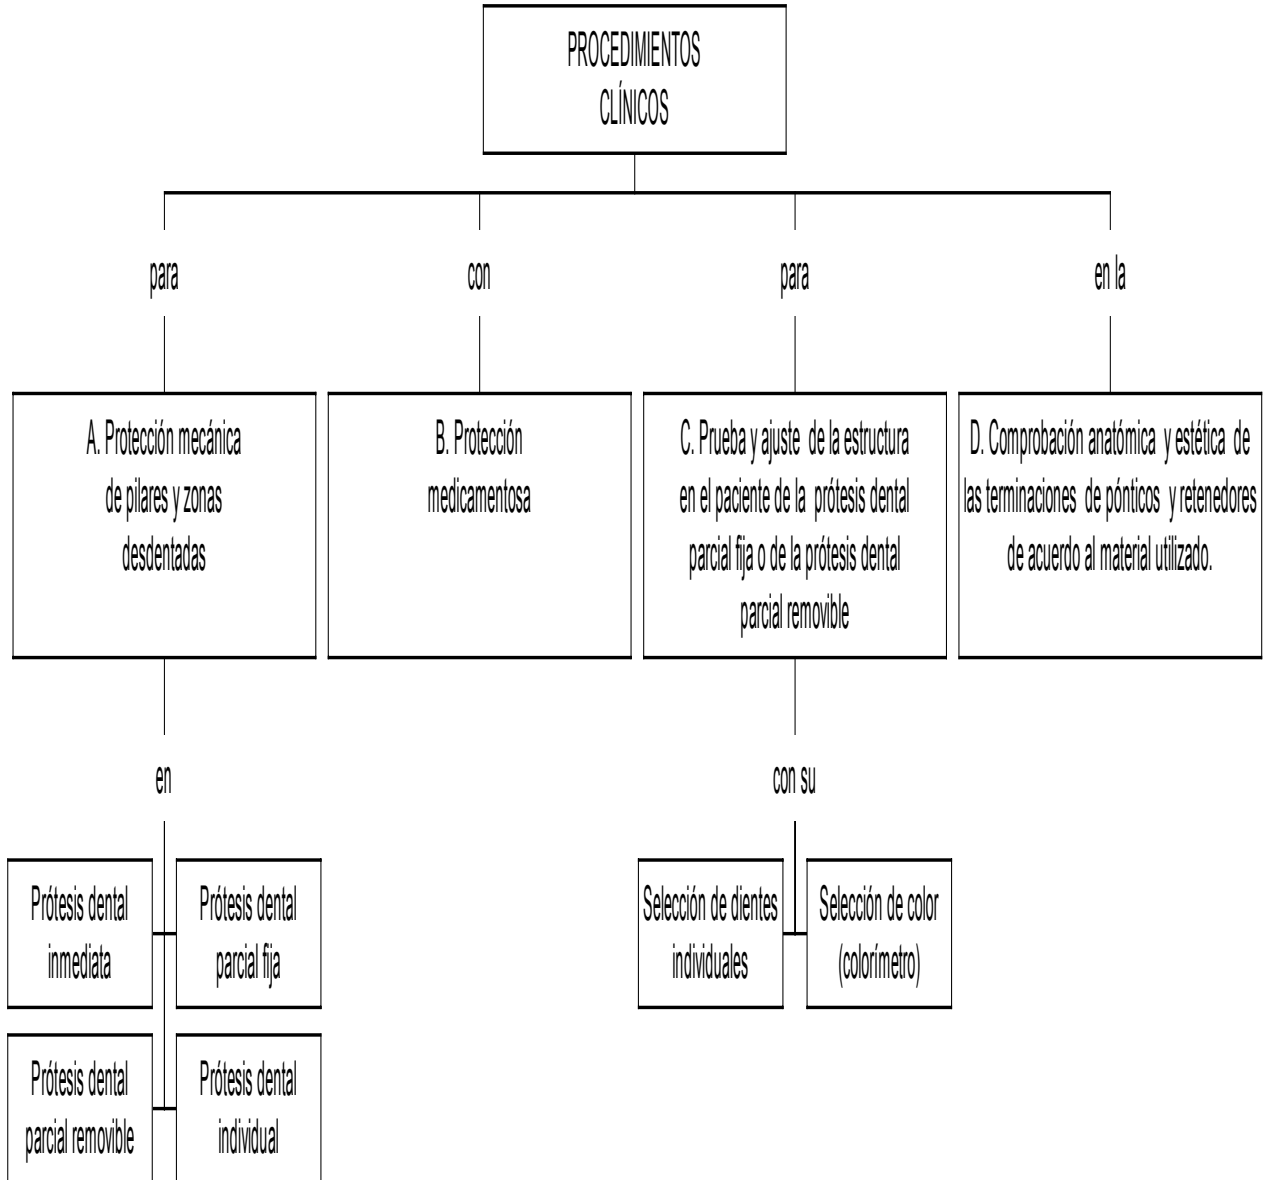 PROCEDIMIENTOS
CLÍNICOS
para
con
para
en la
A. Protección mecánica
de pilares y zonas
desdentadas
B. Protección
medicamentosa
C. Prueba y ajuste de la estructura
en el paciente de la prótesis dental
parcial fija o de la prótesis dental
parcial removible
D. Comprobación anatómica y estética de
las terminaciones de pónticos y retenedores
de acuerdo al material utilizado.
en
con su
Prótesis dental
inmediata
Prótesis dental
parcial fija
Selección de dientes
individuales
Selección de color
(colorímetro)
Prótesis dental
parcial removible
Prótesis dental
individual